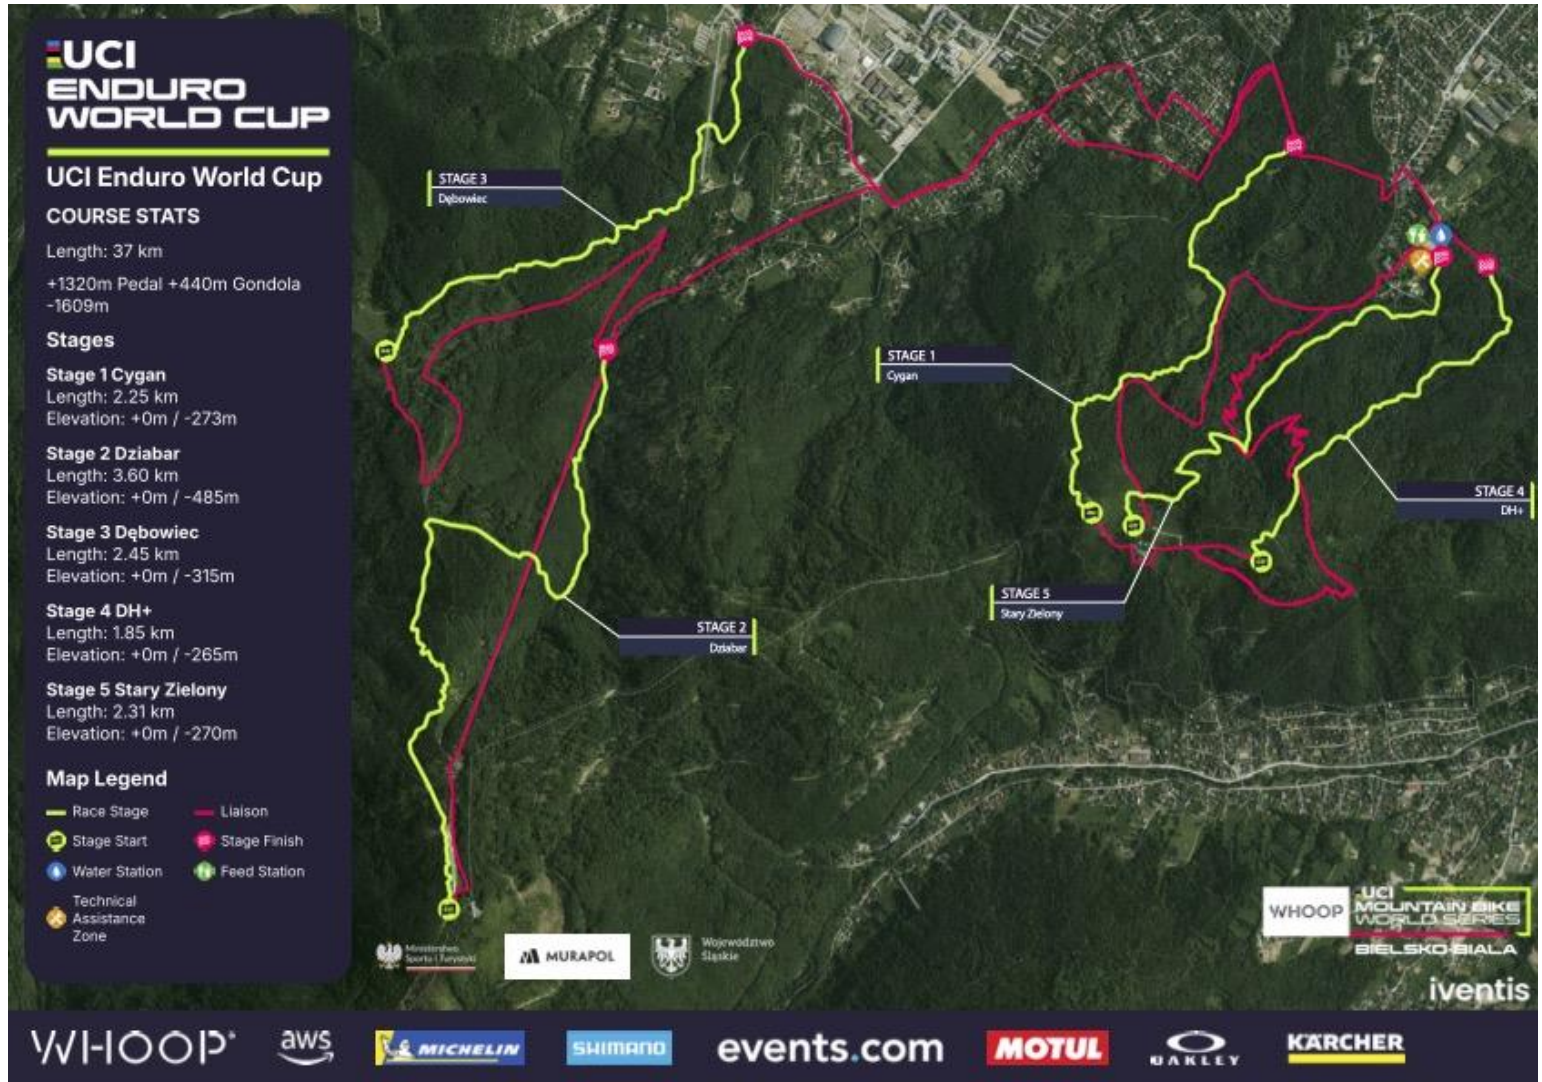 UCI
ENDURO
WORLD CUP
UCI Enduro World Cup
COURSE STATS
Length: 37 km
+1320m Pedal +440m Gondola
-1609m
Stages
Stage 1 Cygan
Length: 2.25 km
Elevation: +0m / -273m
Stage 2 Dziabar
Length: 3.60 km
Elevation: +0m / -485m
Stage 3 Dębowiec
Length: 2.45 km
Elevation: +0m / -315m
Stage 4 DH+
Length: 1.85 km
Elevation: +0m / -265m
Stage 5 Stary Zielony
Length: 2.31 km
Elevation: +0m / -270m
Map Legend
Race Stage
Liaison
Stage Start
Stage Finish
Water Station
Feed Station
Technical
Assistance
Zone
STAGE 3
Dębowiec
STAGE 1
Cygan
STAGE 4
DH+
STAGE 5
Stary Zielony
STAGE 2
Dziabar
Ministerstwo
Sportu i Turystyki
MURAPOL
Województwo
Śląskie
WHOOP
UCI
MOUNTAIN BIKE
WORLD SERIES
BIELSKO-BIALA
iventis
WHOOP
aws
MICHELIN
SHIMANO
events.com
MOTUL
OAKLEY
KÄRCHER